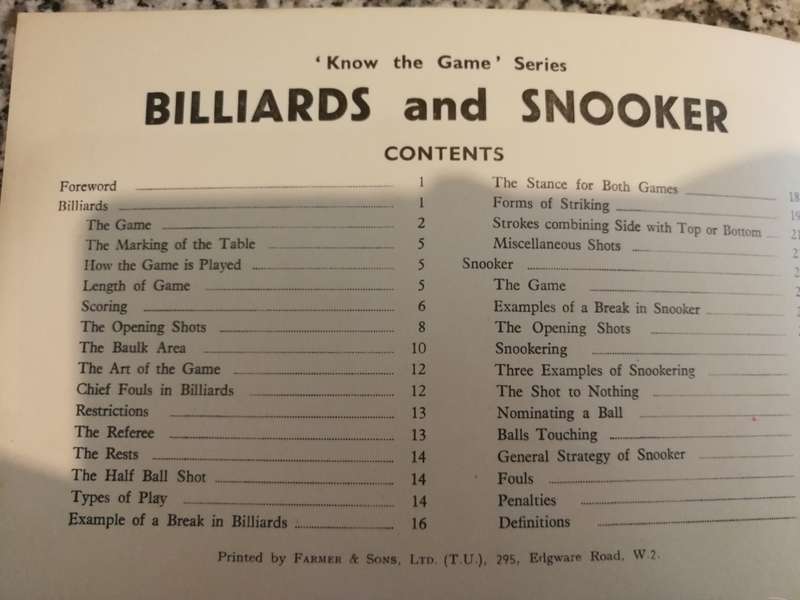 'Know the Game' Series
BILLIARDS and SNOOKER
CONTENTS
Foreword 1
Billiards 1
The Game 2
The Marking of the Table 5
How the Game is Played 5
Length of Game 5
Scoring 6
The Opening Shots 8
The Baulk Area 10
The Art of the Game 12
Chief Fouls in Billiards 12
Restrictions 13
The Referee 13
The Rests 14
The Half Ball Shot 14
Types of Play 14
Example of a Break in Billiards 16
The Stance for Both Games 18
Forms of Striking 19
Strokes combining Side with Top or Bottom 21
Miscellaneous Shots
Snooker
The Game
Examples of a Break in Snooker
The Opening Shots
Snookering
Three Examples of Snookering
The Shot to Nothing
Nominating a Ball
Balls Touching
General Strategy of Snooker
Fouls
Penalties
Definitions
Printed by FARMER & SONS, LTD. (T.U.), 295, Edgware Road, W.2.